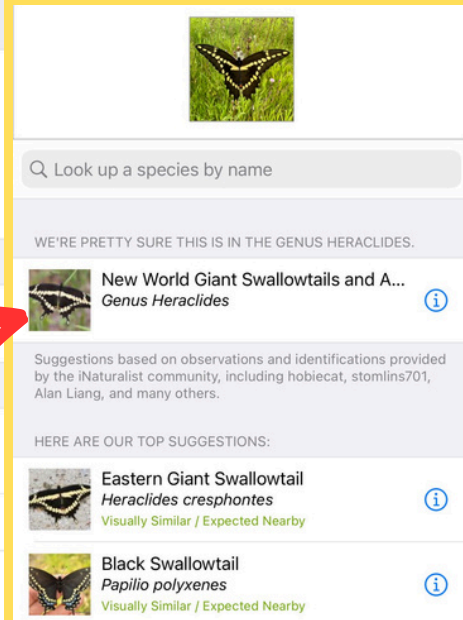 Look up a species by name
WE'RE PRETTY SURE THIS IS IN THE GENUS HERACLIDES.
New World Giant Swallowtails and A...
Genus Heraclides
Suggestions based on observations and identifications provided
by the iNaturalist community, including hobiecat, stomlins701,
Alan Liang, and many others.
HERE ARE OUR TOP SUGGESTIONS:
Eastern Giant Swallowtail
Heraclides cresphontes
Visually Similar / Expected Nearby
Black Swallowtail
Papilio polyxenes
Visually Similar / Expected Nearby